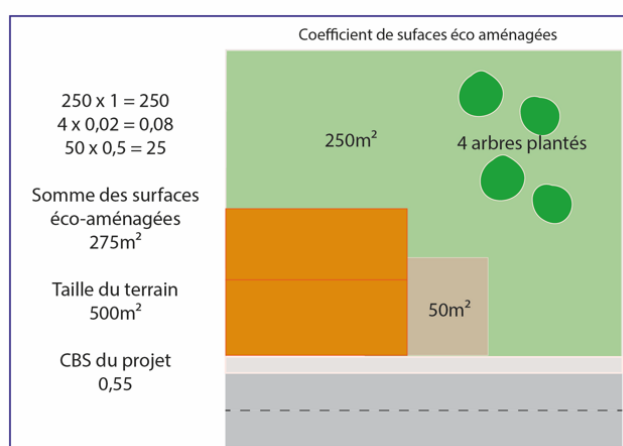 Coefficient de sufaces éco aménagées
250 x 1 = 250
4 x 0,02 = 0,08
50 x 0,5 = 25
Somme des surfaces
éco-aménagées
275m²
Taille du terrain
500m²
CBS du projet
0,55
250m²
4 arbres plantés
50m²